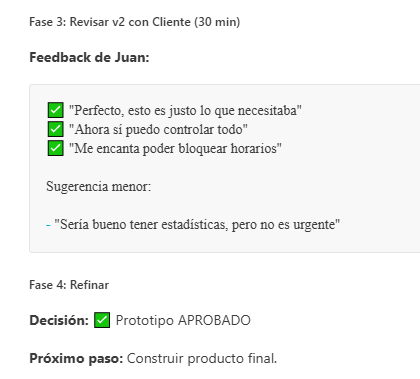 Fase 3: Revisar v2 con Cliente (30 min)
Feedback de Juan:
✅ "Perfecto, esto es justo lo que necesitaba"
✅ "Ahora sí puedo controlar todo"
✅ "Me encanta poder bloquear horarios"
Sugerencia menor:
- "Sería bueno tener estadísticas, pero no es urgente"
Fase 4: Refinar
Decisión: ✅ Prototipo APROBADO
Próximo paso: Construir producto final.